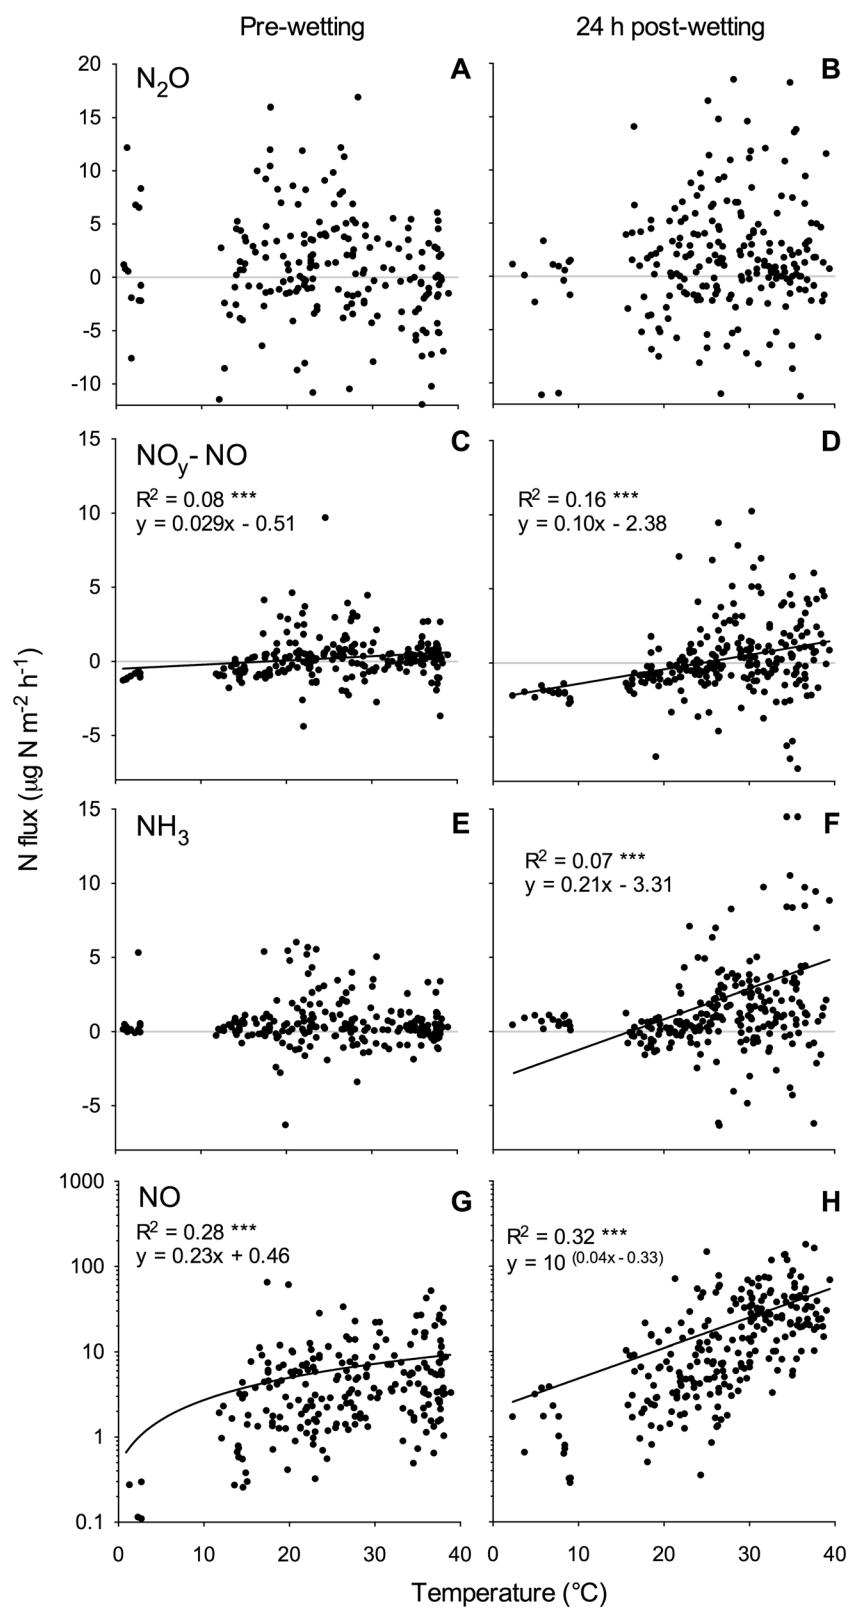 Pre-wetting 24 h post-wetting
N₂O A B
20
15
10
5
0
-5
-10
NOy- NO C D
R² = 0.08 ***
y = 0.029x - 0.51
R² = 0.16 ***
y = 0.10x - 2.38
15
10
5
0
-5
N flux (µg N m⁻² h⁻¹)
NH₃ E F
R² = 0.07 ***
y = 0.21x - 3.31
15
10
5
0
-5
NO G H
R² = 0.28 ***
y = 0.23x + 0.46
R² = 0.32 ***
y = 10 (0.04x - 0.33)
1000
100
10
1
0.1
0 10 20 30 40 0 10 20 30 40
Temperature (°C)